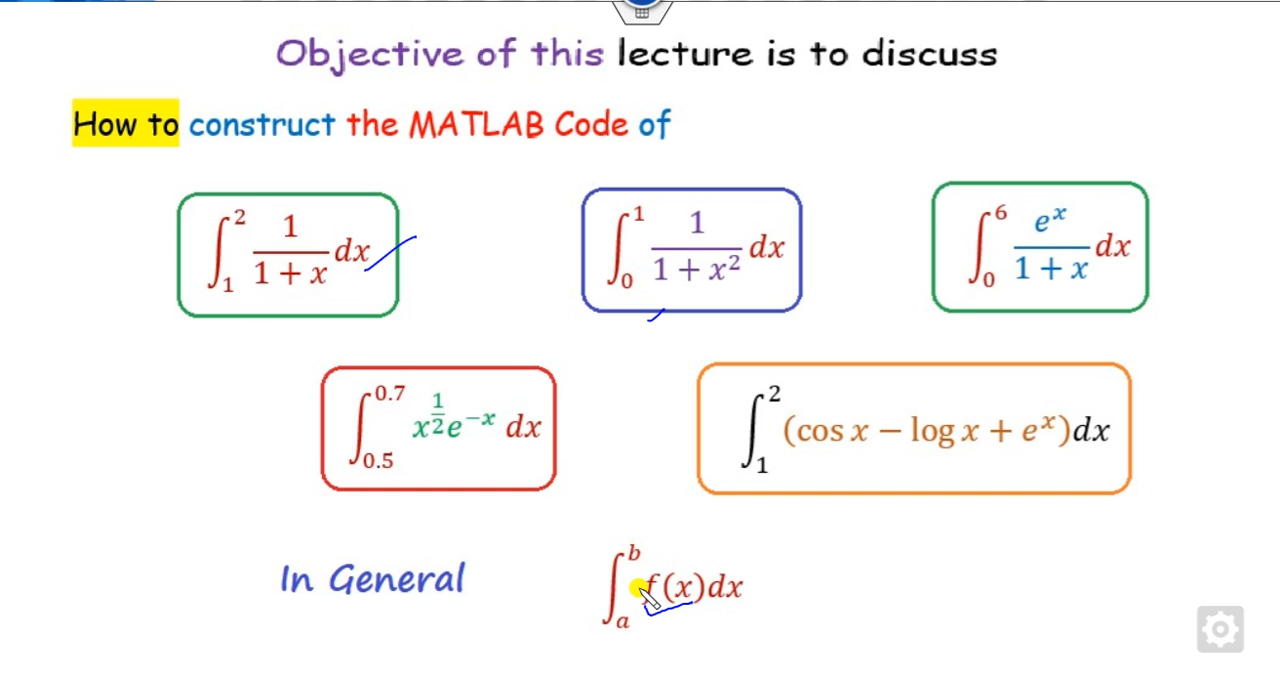 Objective of this lecture is to discuss
How to construct the MATLAB Code of
∫₁² 1/(1 + x) dx
∫₀¹ 1/(1 + x²) dx
∫₀⁶ eˣ/(1 + x) dx
∫₀.₅^0.7 x^(1/2) e^(−x) dx
∫₁² (cos x − log x + eˣ)dx
In General ∫ₐᵇ f(x)dx